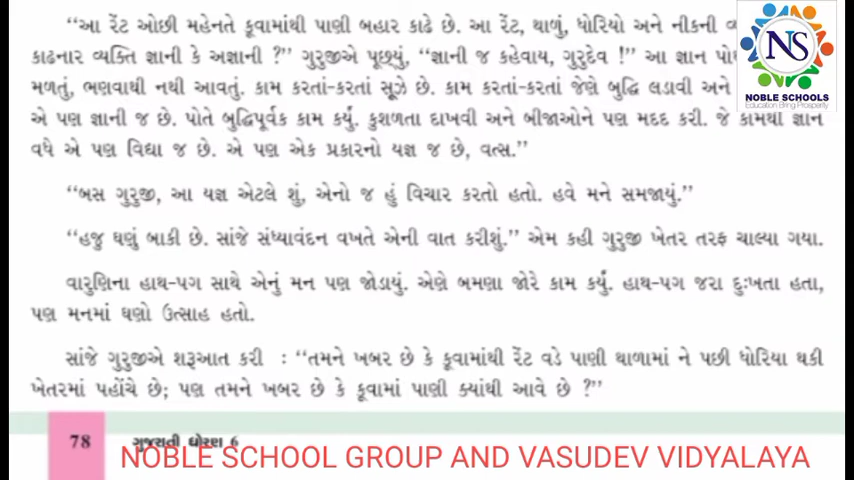 “આ રેંટ ઓછી મહેનતે કૂવામાંથી પાણી બહાર કાઢે છે. આ રેંટ, થાળું, ધોરિયો અને નીકની
કાઢનાર વ્યક્તિ જ્ઞાની કે અજ્ઞાની ?” ગુરુજીએ પૂછ્યું, “જ્ઞાની જ કહેવાય, ગુરુદેવ !” આ જ્ઞાન
મળતું, ભણવાથી નથી આવતું. કામ કરતાં-કરતાં સૂઝે છે. કામ કરતાં-કરતાં જેણે બુદ્ધિ લડાવી અને
એ પણ જ્ઞાની જ છે. પોતે બુદ્ધિપૂર્વક કામ કર્યું. કુશળતા દાખવી અને બીજાઓને પણ મદદ કરી. જે કામથી જ્ઞાન
વધે એ પણ વિદ્યા જ છે. એ પણ એક પ્રકારનો યજ્ઞ જ છે, વત્સ.”
“બસ ગુરુજી, આ યજ્ઞ એટલે શું, એનો જ હું વિચાર કરતો હતો. હવે મને સમજાયું.”
“હજુ ઘણું બાકી છે. સાંજે સંધ્યાવંદન વખતે એની વાત કરીશું.” એમ કહી ગુરુજી ખેતર તરફ ચાલ્યા ગયા.
વારુણિના હાથ-પગ સાથે એનું મન પણ જોડાયું. એણે બમણા જોરે કામ કર્યું. હાથ-પગ જરા દુઃખતા હતા,
પણ મનમાં ઘણો ઉત્સાહ હતો.
સાંજે ગુરુજીએ શરૂઆત કરી : “તમને ખબર છે કે કૂવામાંથી રેંટ વડે પાણી થાળામાં ને પછી ધોરિયા થકી
ખેતરમાં પહોંચે છે; પણ તમને ખબર છે કે કૂવામાં પાણી ક્યાંથી આવે છે ?”
78 ગુજરાતી ધોરણ 6
NS
NOBLE SCHOOLS
Education Bring Prosperity
NOBLE SCHOOL GROUP AND VASUDEV VIDYALAYA